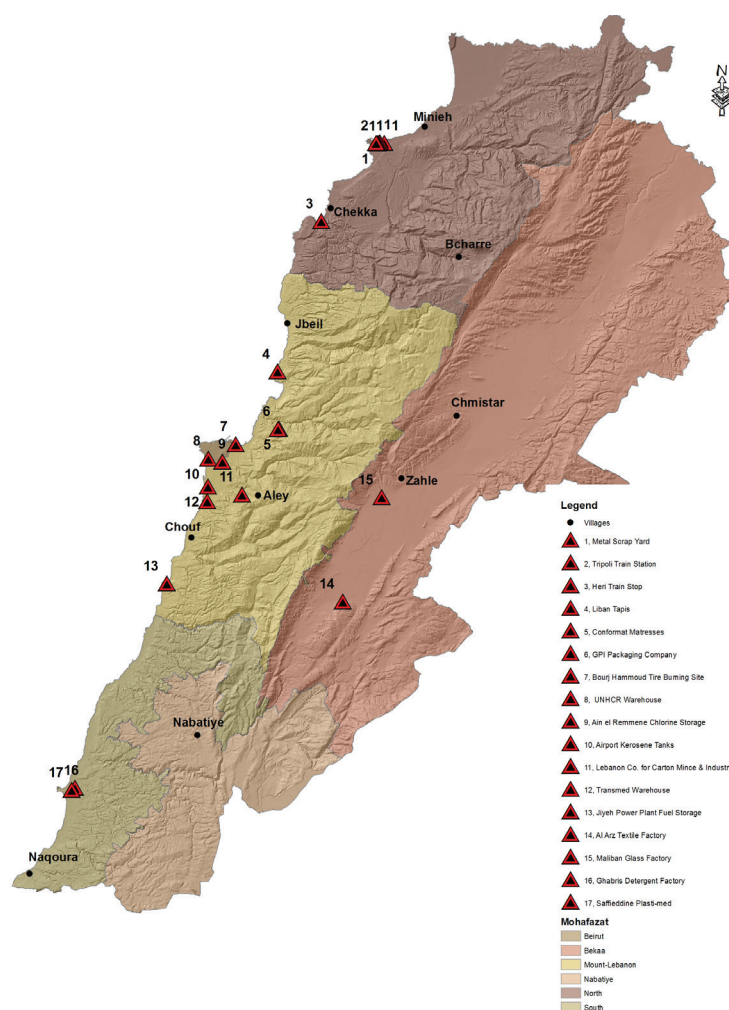 N
Minieh
21111
1
3
Chekka
Bcharre
Jbeil
4
6
5
Chmistar
7
8
9
11
10
12
Aley
15
Zahle
Chouf
13
14
Nabatiye
17 16
Naqoura
Legend
Villages
1, Metal Scrap Yard
2, Tripoli Train Station
3, Heri Train Stop
4, Liban Tapis
5, Conformat Matresses
6, GPI Packaging Company
7, Bourj Hammoud Tire Burning Site
8, UNHCR Warehouse
9, Ain el Remmene Chlorine Storage
10, Airport Kerosene Tanks
11, Lebanon Co. for Carton Mince & Industr
12, Transmed Warehouse
13, Jiyeh Power Plant Fuel Storage
14, Al Arz Textile Factory
15, Maliban Glass Factory
16, Ghabris Detergent Factory
17, Saffieddine Plasti-med
Mohafazat
Beirut
Bekaa
Mount-Lebanon
Nabatiye
North
South